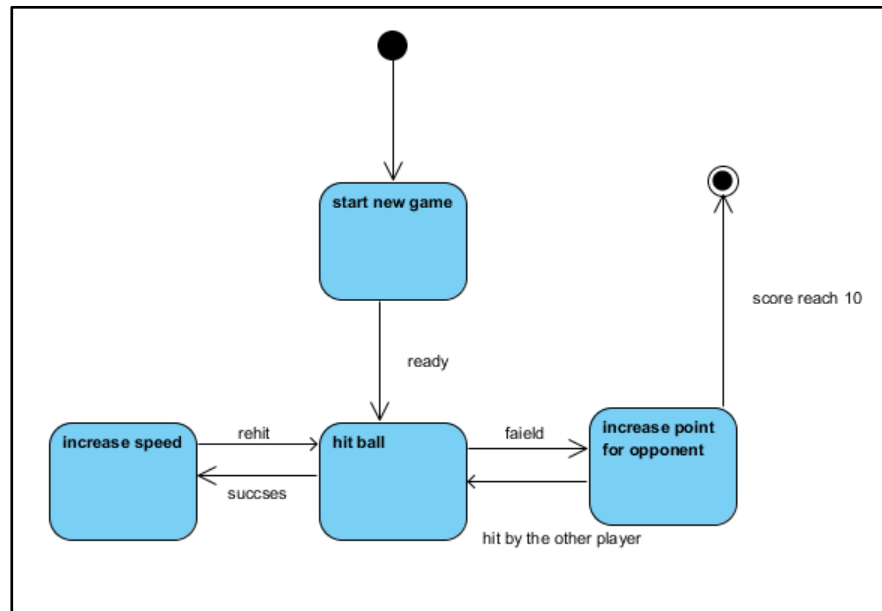 start new game
score reach 10
ready
increase speed
rehit
hit ball
faield
increase point
for opponent
succses
hit by the other player